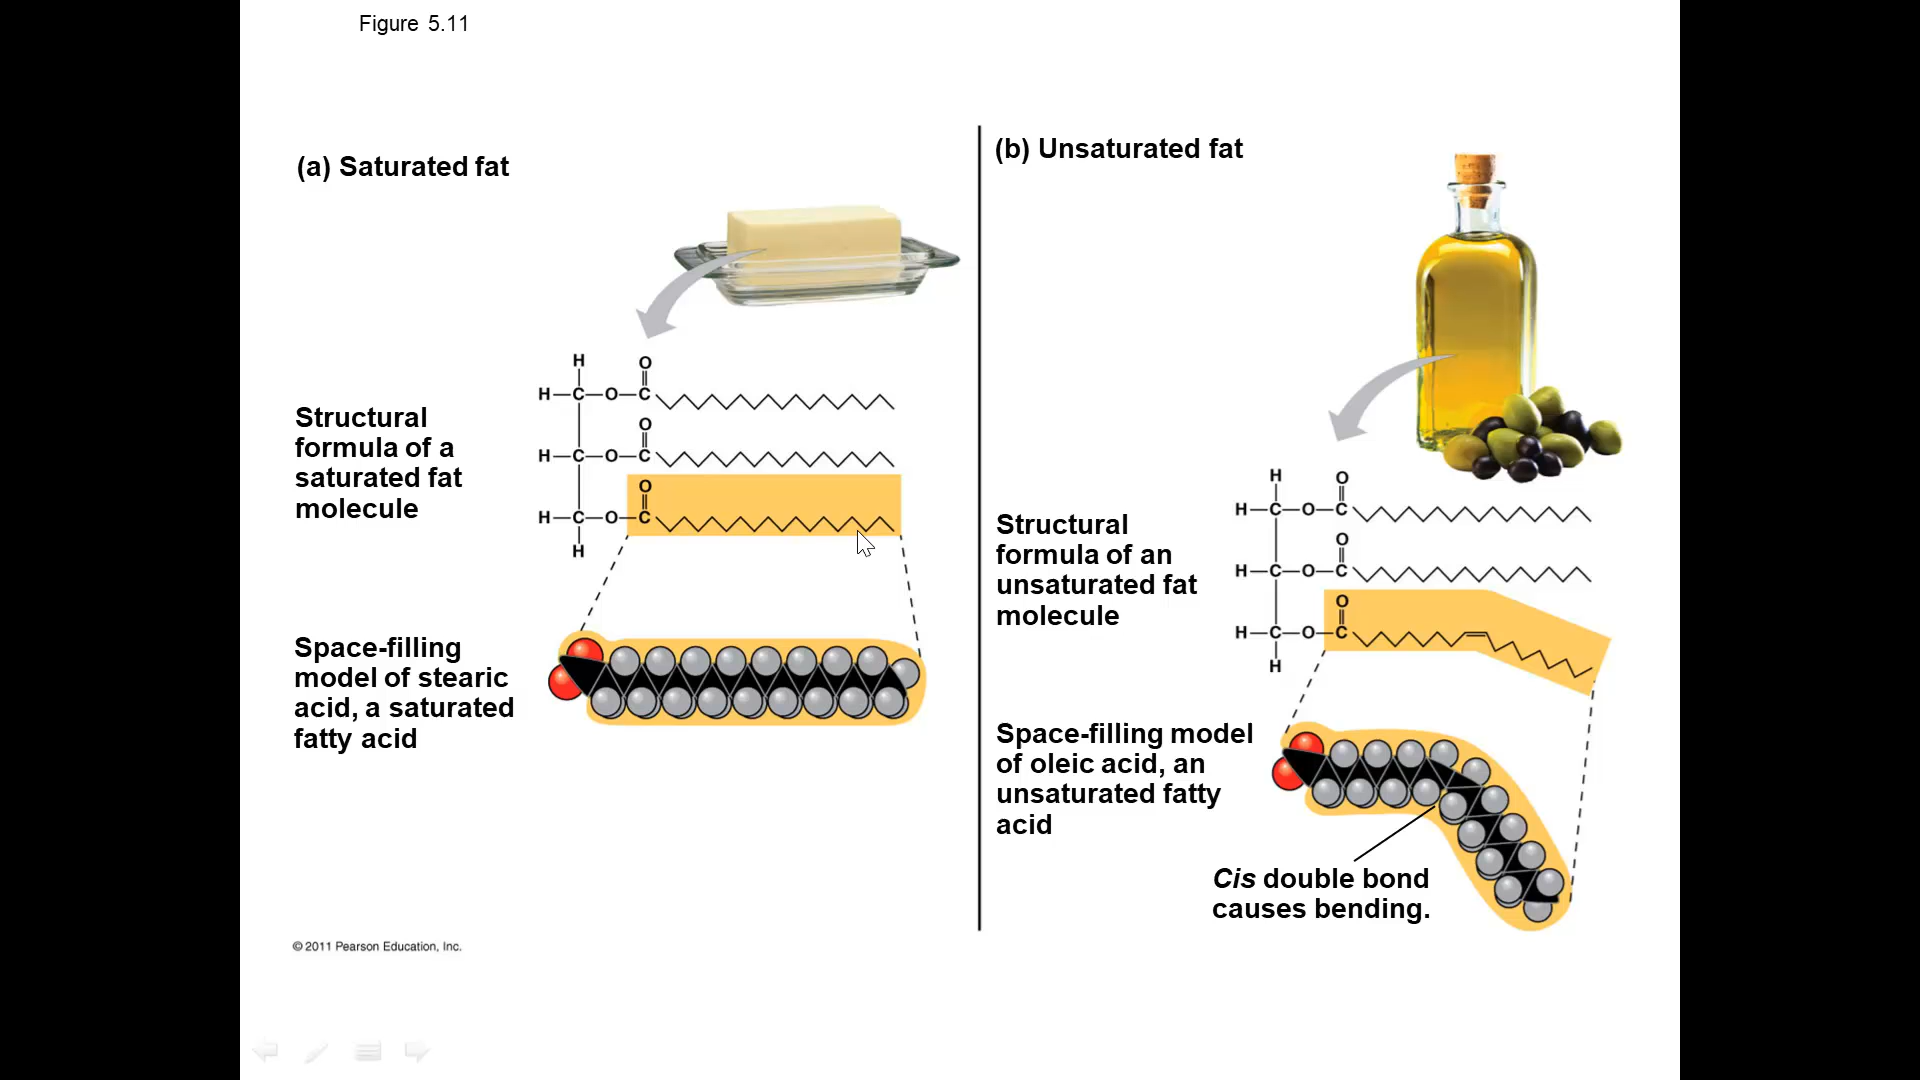 Figure 5.11
(a) Saturated fat
Structural
formula of a
saturated fat
molecule
H
O
H C O C
O
H C O C
O
H C O C
H
Space-filling
model of stearic
acid, a saturated
fatty acid
(b) Unsaturated fat
Structural
formula of an
unsaturated fat
molecule
H
O
H C O C
O
H C O C
O
H C O C
H
Space-filling model
of oleic acid, an
unsaturated fatty
acid
Cis double bond
causes bending.
© 2011 Pearson Education, Inc.